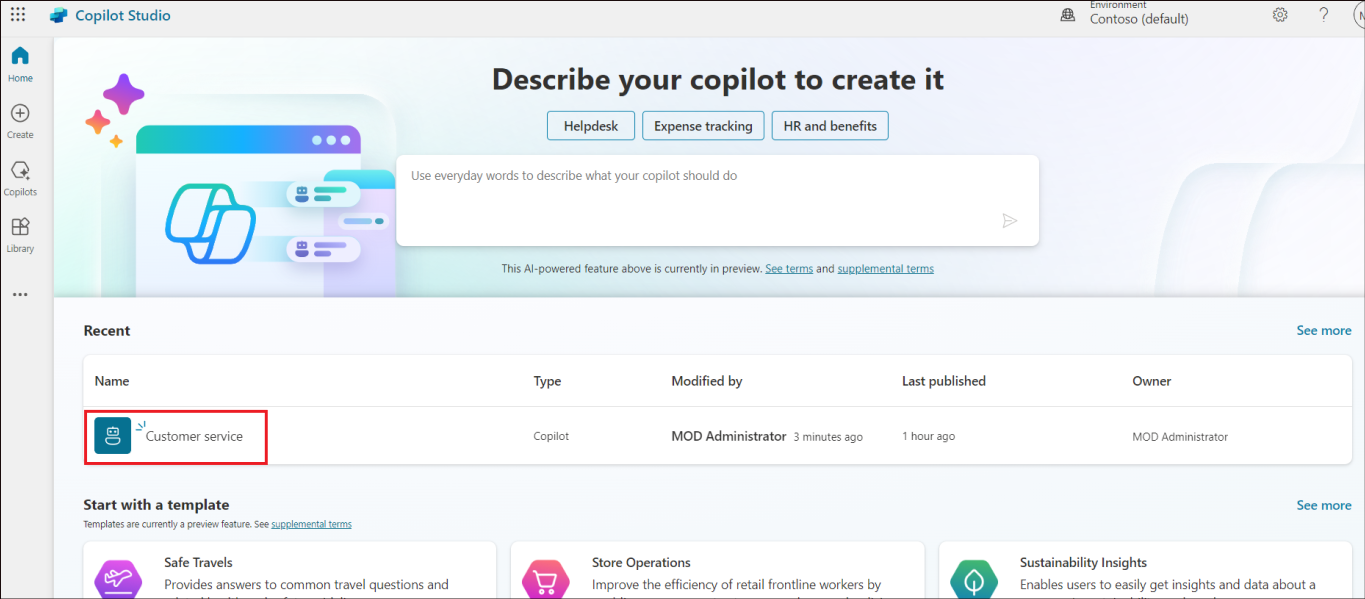 Copilot Studio
Environment
Contoso (default)
?
Home
Create
Copilots
Library
Describe your copilot to create it
Helpdesk
Expense tracking
HR and benefits
Use everyday words to describe what your copilot should do
This AI-powered feature above is currently in preview. See terms and supplemental terms
Recent
See more
Name Type Modified by Last published Owner
Customer service Copilot MOD Administrator 3 minutes ago 1 hour ago MOD Administrator
Start with a template
See more
Templates are currently a preview feature. See supplemental terms
Safe Travels
Provides answers to common travel questions and
Store Operations
Improve the efficiency of retail frontline workers by
Sustainability Insights
Enables users to easily get insights and data about a